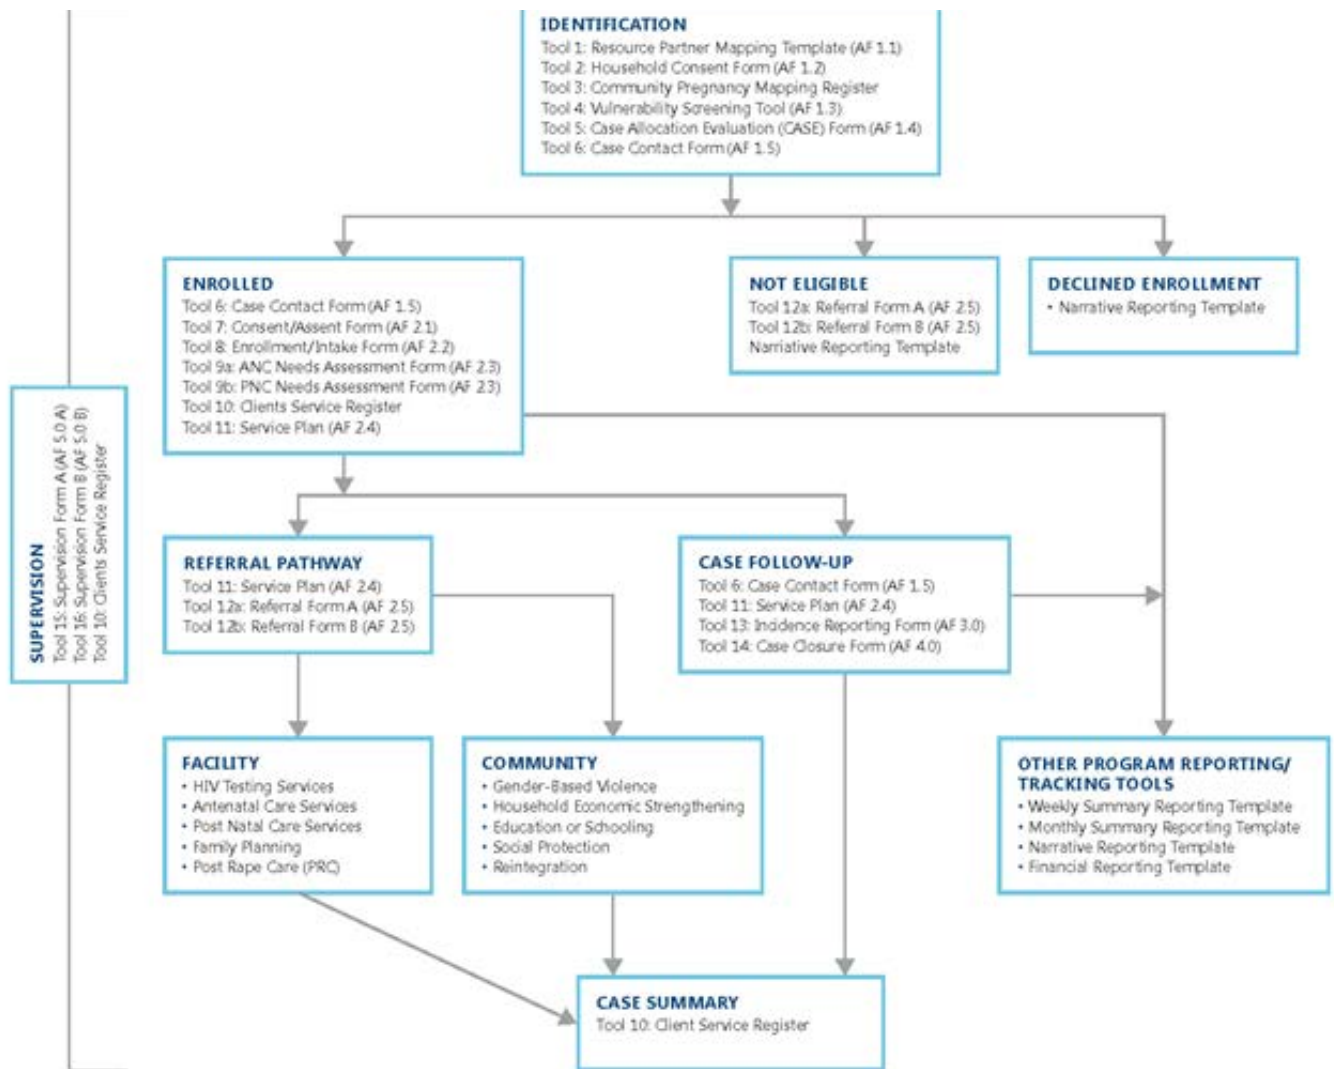 IDENTIFICATION
Tool 1: Resource Partner Mapping Template (AF 1.1)
Tool 2: Household Consent Form (AF 1.2)
Tool 3: Community Pregnancy Mapping Register
Tool 4: Vulnerability Screening Tool (AF 1.3)
Tool 5: Case Allocation Evaluation (CASE) Form (AF 1.4)
Tool 6: Case Contact Form (AF 1.5)
ENROLLED
Tool 6: Case Contact Form (AF 1.5)
Tool 7: Consent/Assent Form (AF 2.1)
Tool 8: Enrollment/Intake Form (AF 2.2)
Tool 9a: ANC Needs Assessment Form (AF 2.3)
Tool 9b: PNC Needs Assessment Form (AF 2.3)
Tool 10: Clients Service Register
Tool 11: Service Plan (AF 2.4)
NOT ELIGIBLE
Tool 12a: Referral Form A (AF 2.5)
Tool 12b: Referral Form B (AF 2.5)
Narriative Reporting Template
DECLINED ENROLLMENT
• Narrative Reporting Template
SUPERVISION
Tool 15: Supervision Form A (AF 5.0 A)
Tool 16: Supervision Form B (AF 5.0 B)
Tool 10: Clients Service Register
REFERRAL PATHWAY
Tool 11: Service Plan (AF 2.4)
Tool 12a: Referral Form A (AF 2.5)
Tool 12b: Referral Form B (AF 2.5)
CASE FOLLOW-UP
Tool 6: Case Contact Form (AF 1.5)
Tool 11: Service Plan (AF 2.4)
Tool 13: Incidence Reporting Form (AF 3.0)
Tool 14: Case Closure Form (AF 4.0)
FACILITY
• HIV Testing Services
• Antenatal Care Services
• Post Natal Care Services
• Family Planning
• Post Rape Care (PRC)
COMMUNITY
• Gender-Based Violence
• Household Economic Strengthening
• Education or Schooling
• Social Protection
• Reintegration
OTHER PROGRAM REPORTING/
TRACKING TOOLS
• Weekly Summary Reporting Template
• Monthly Summary Reporting Template
• Narrative Reporting Template
• Financial Reporting Template
CASE SUMMARY
Tool 10: Client Service Register